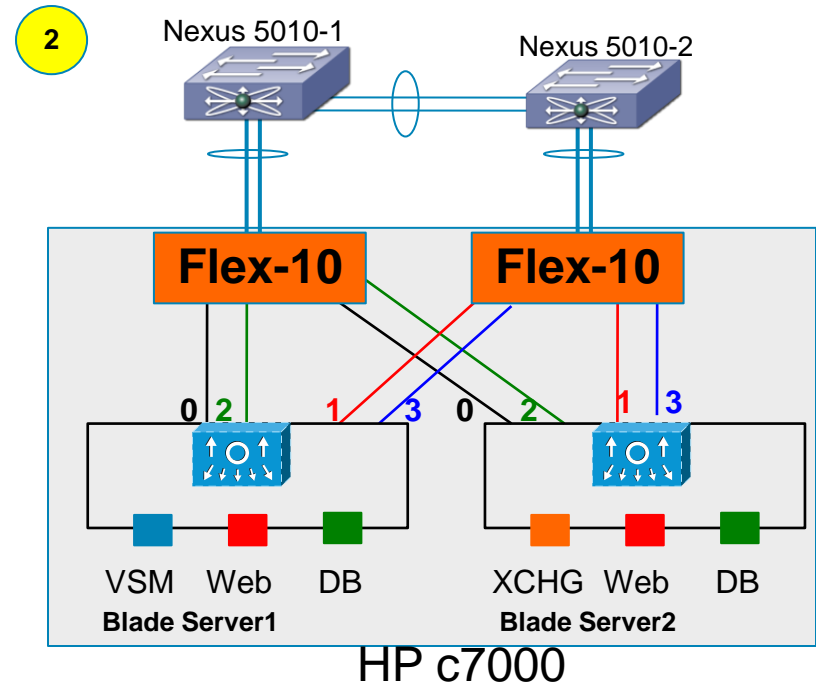 2
Nexus 5010-1
Nexus 5010-2
Flex-10
Flex-10
0 2 1 3 0 2 1 3
VSM Web DB XCHG Web DB
Blade Server1 Blade Server2
HP c7000